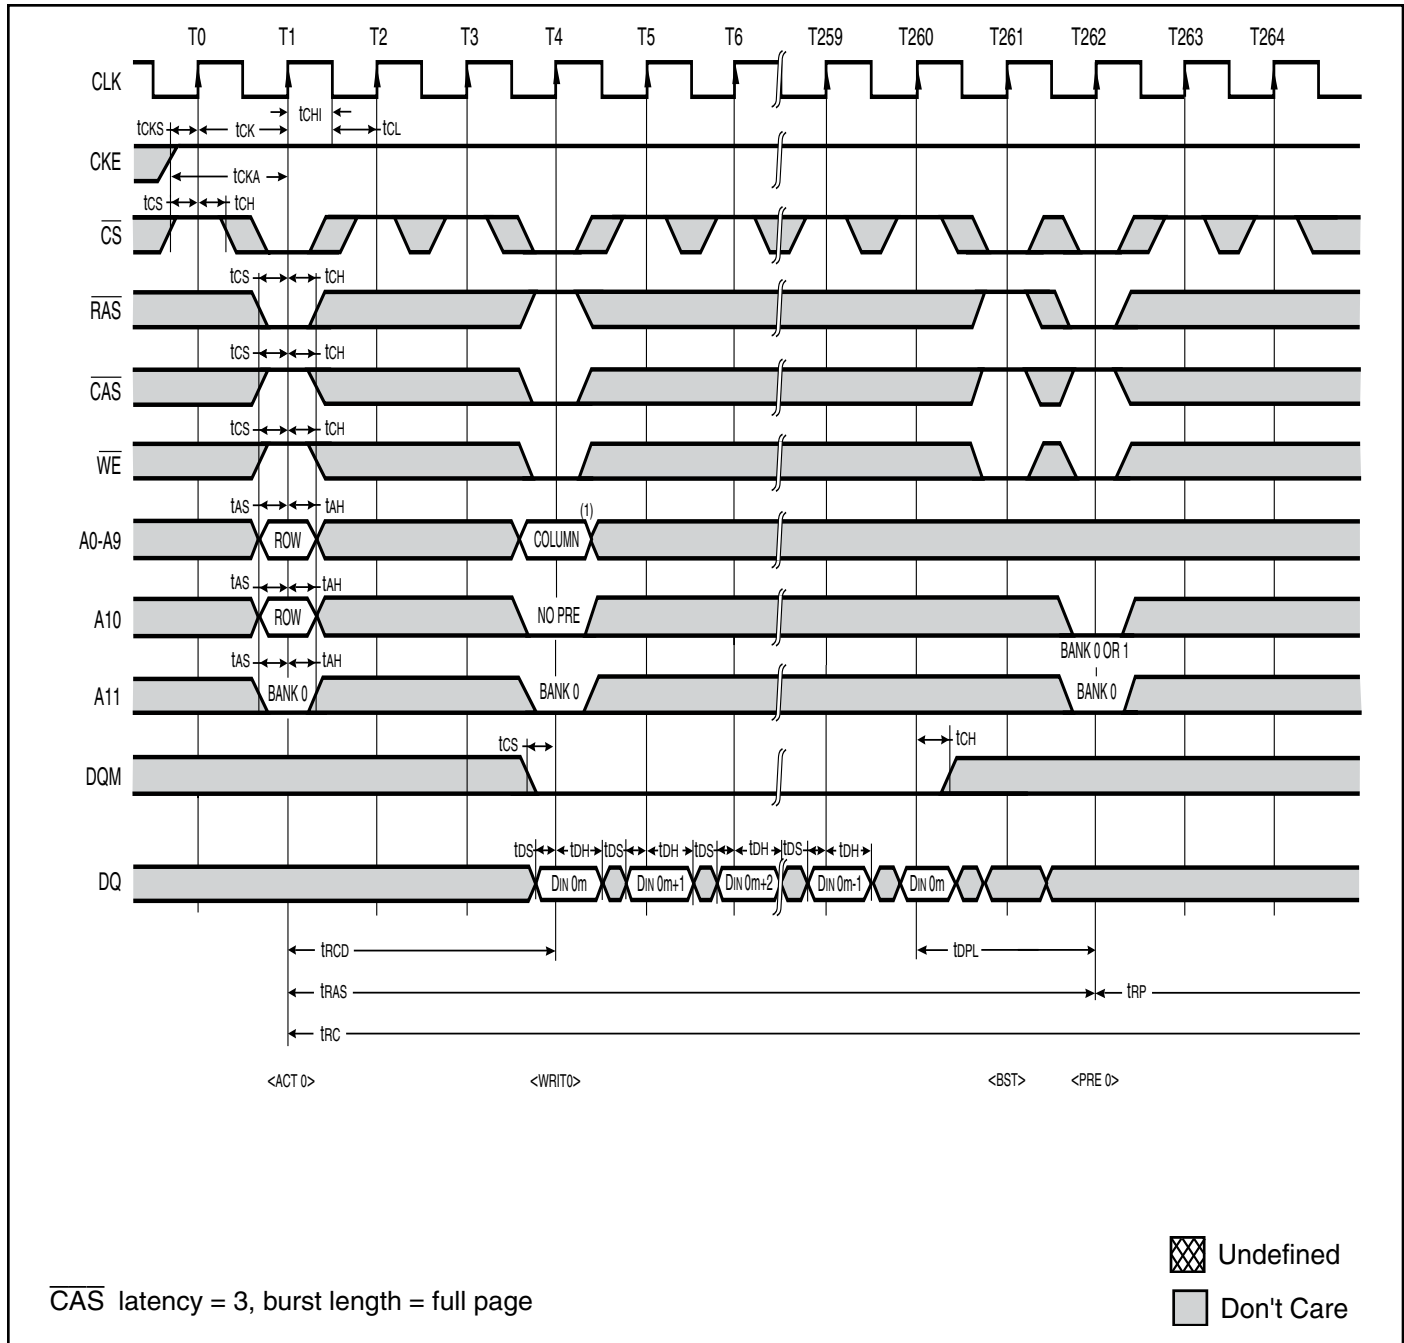 T0 T1 T2 T3 T4 T5 T6 T259 T260 T261 T262 T263 T264
CLK
tCHI
tCKS tCK tCL
CKE
tCKA
tCS tCH
CS
tCS tCH
RAS
tCS tCH
CAS
tCS tCH
WE
tAS tAH (1)
A0-A9 ROW COLUMN
tAS tAH
A10 ROW NO PRE
BANK 0 OR 1
tAS tAH
A11 BANK 0 BANK 0 BANK 0
tCS tCH
DQM
tDS tDH tDS tDH tDS tDH tDS tDH
DQ DIN 0m DIN 0m+1 DIN 0m+2 DIN 0m-1 DIN 0m
tRCD tDPL
tRAS tRP
tRC
<ACT 0> <WRIT0> <BST> <PRE 0>
Undefined
CAS latency = 3, burst length = full page
Don't Care